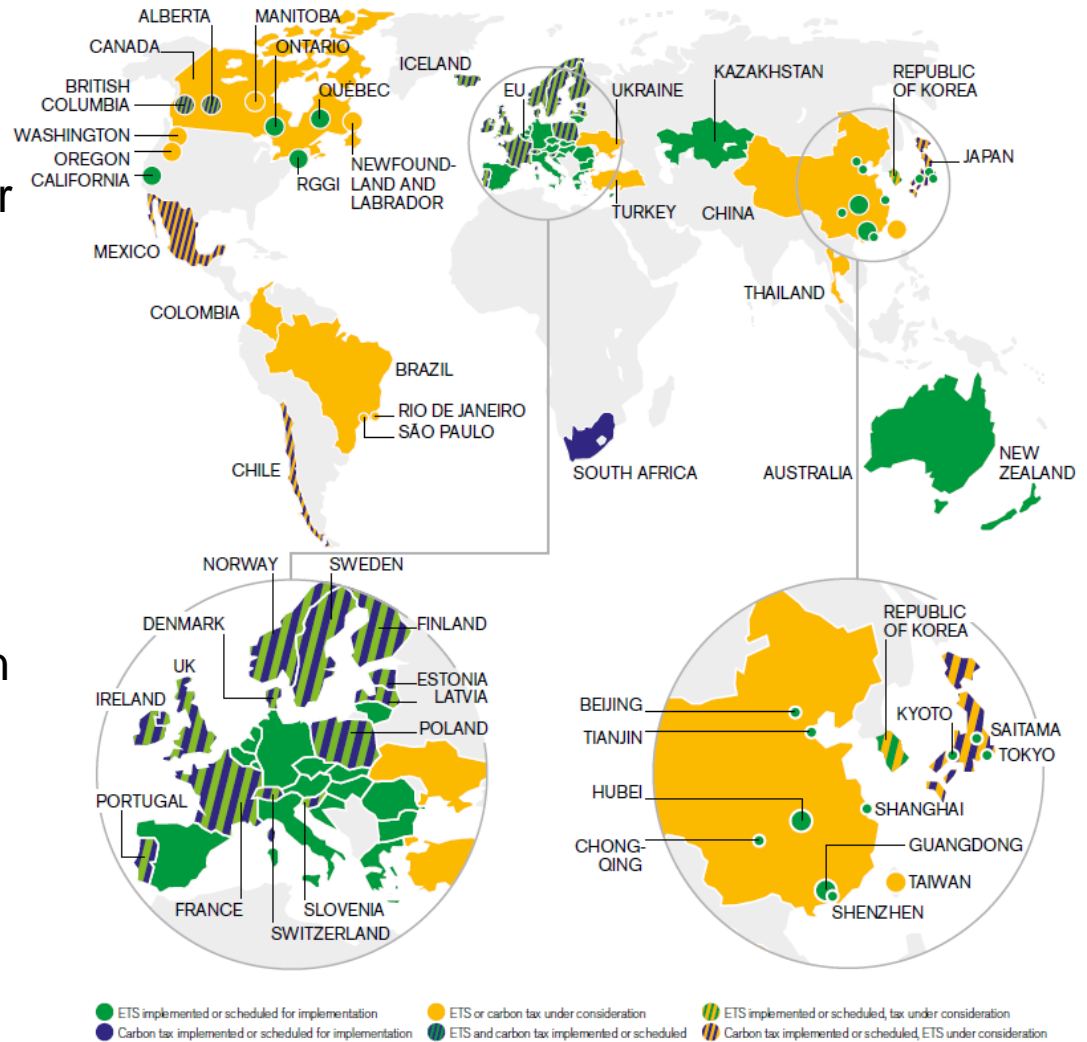 ALBERTA
MANITOBA
CANADA
ONTARIO
BRITISH
COLUMBIA
QUÉBEC
WASHINGTON
OREGON
CALIFORNIA
RGGI
NEWFOUND-
LAND AND
LABRADOR
MEXICO
ICELAND
EU
UKRAINE
KAZAKHSTAN
REPUBLIC
OF KOREA
JAPAN
TURKEY
CHINA
THAILAND
r
COLOMBIA
BRAZIL
RIO DE JANEIRO
SÃO PAULO
CHILE
SOUTH AFRICA
AUSTRALIA
NEW
ZEALAND
NORWAY
SWEDEN
DENMARK
FINLAND
UK
n
IRELAND
ESTONIA
LATVIA
POLAND
PORTUGAL
FRANCE
SLOVENIA
SWITZERLAND
REPUBLIC
OF KOREA
BEIJING
TIANJIN
KYOTO
SAITAMA
TOKYO
HUBEI
SHANGHAI
CHONG-
QING
GUANGDONG
TAIWAN
SHENZHEN
ETS implemented or scheduled for implementation
ETS or carbon tax under consideration
ETS implemented or scheduled, tax under consideration
Carbon tax implemented or scheduled for implementation
ETS and carbon tax implemented or scheduled
Carbon tax implemented or scheduled, ETS under consideration